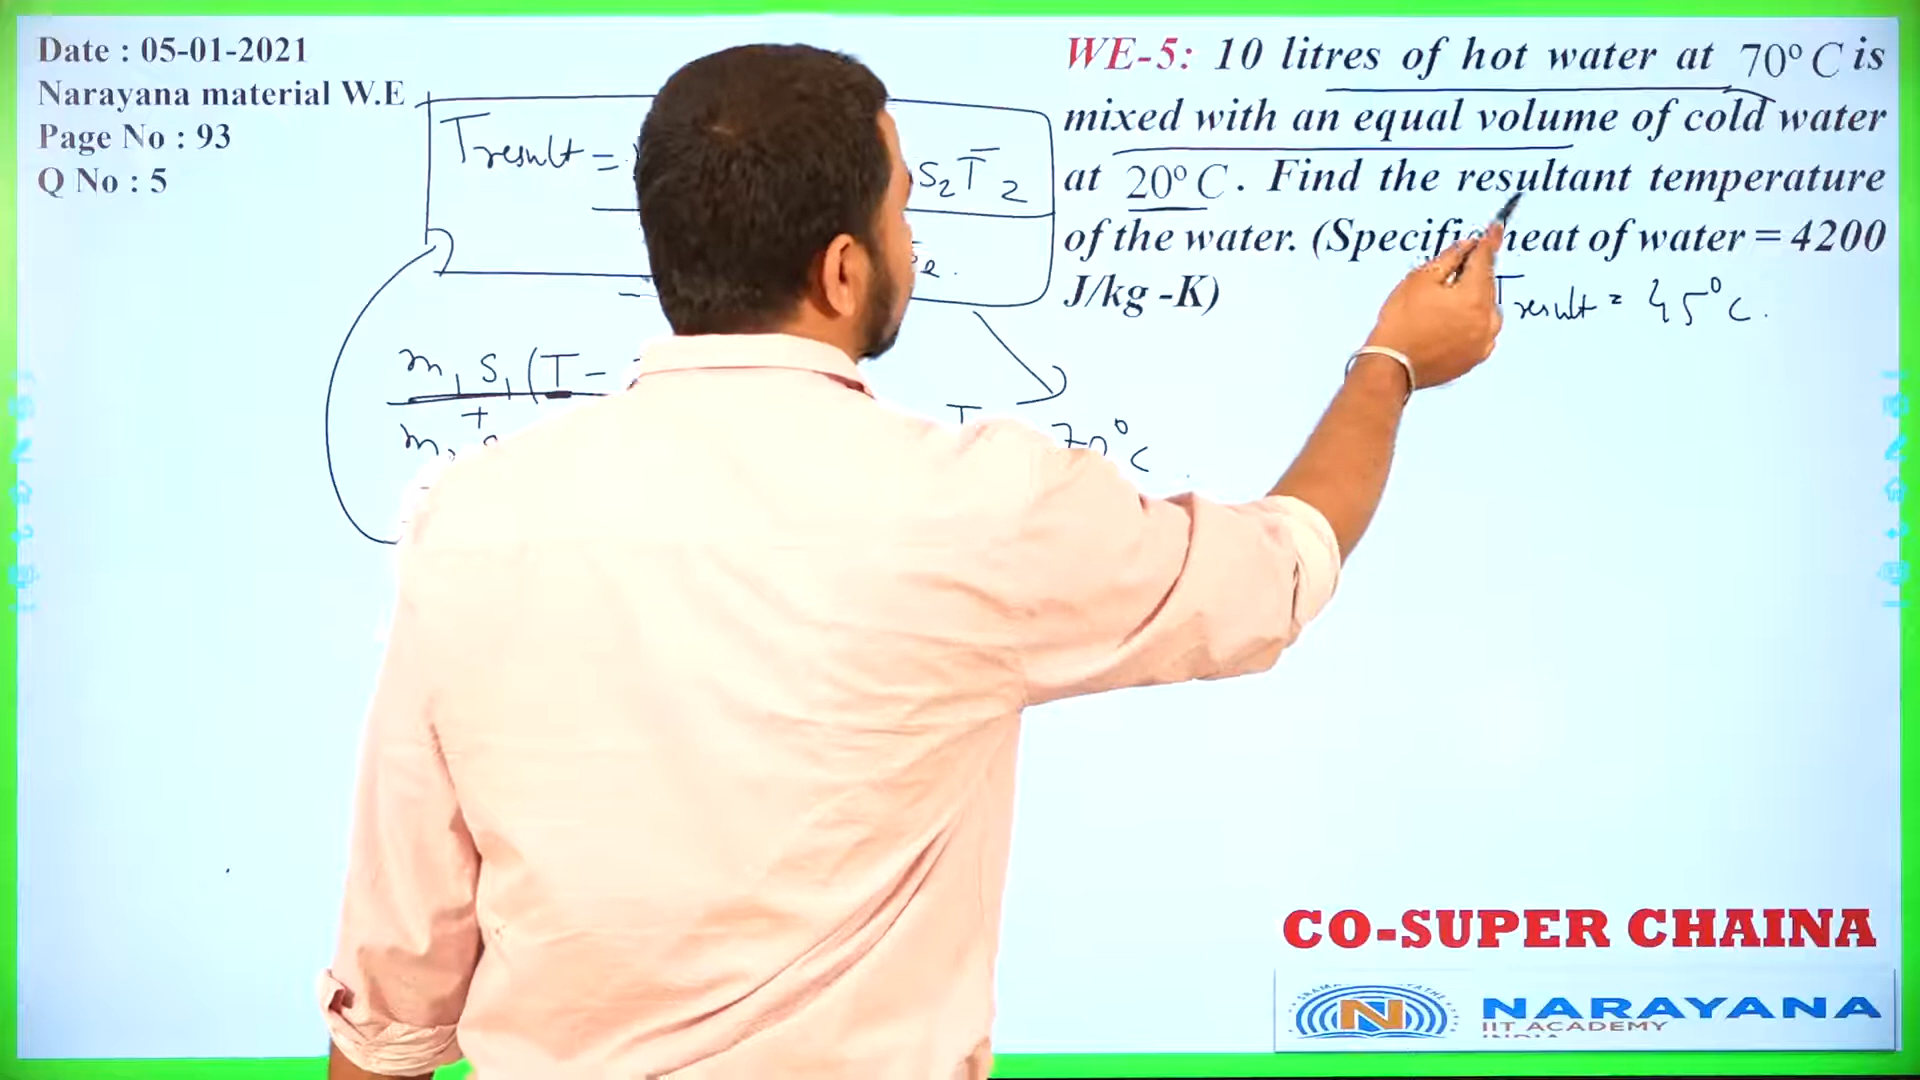 Date : 05-01-2021
Narayana material W.E
Page No : 93
Q No : 5
WE-5: 10 litres of hot water at 70° C is
mixed with an equal volume of cold water
at 20° C. Find the resultant temperature
of the water. (Specific heat of water = 4200
J/kg -K)
Tresult = 45°c.
Tresult =
S2T2
m1 S1 (T -
+
70°c
CO-SUPER CHAINA
N NARAYANA
IIT ACADEMY
INDIA